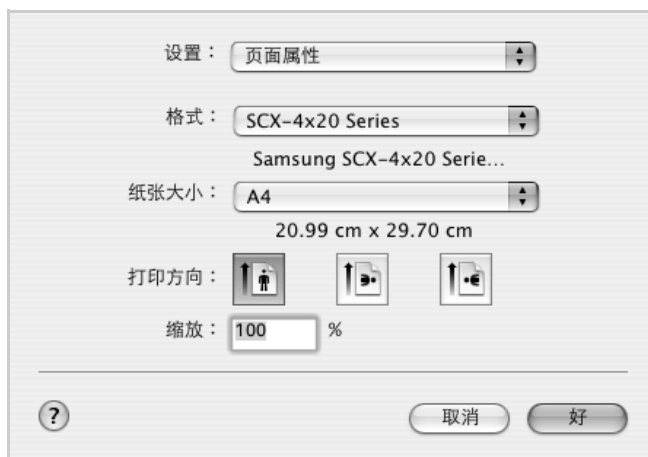 设置： 页面属性
格式： SCX-4x20 Series
Samsung SCX-4x20 Serie...
纸张大小： A4
20.99 cm x 29.70 cm
打印方向：
缩放： 100 %
? 取消 好